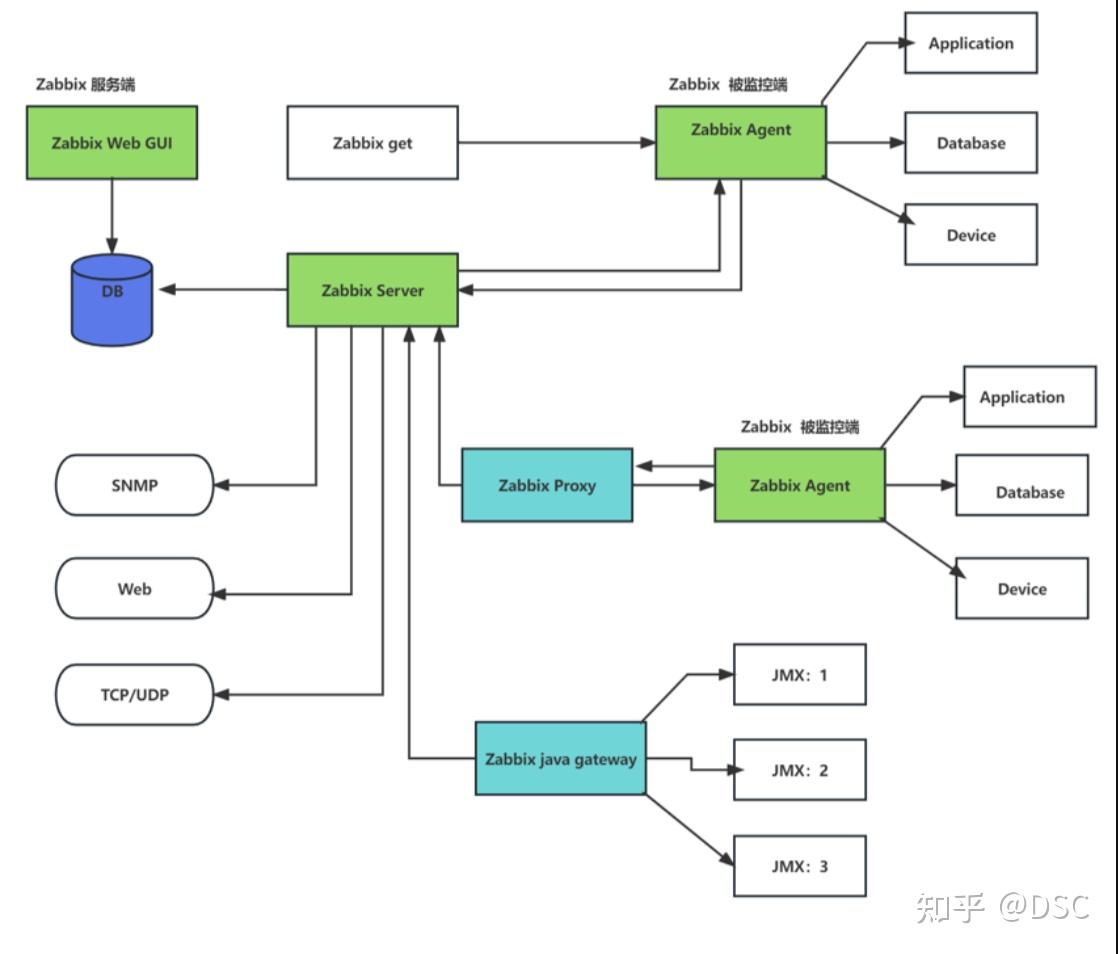 Application
Zabbix 服务端
Zabbix 被监控端
Zabbix Web GUI
Zabbix get
Zabbix Agent
Database
Device
DB
Zabbix Server
Application
Zabbix 被监控端
SNMP
Zabbix Proxy
Zabbix Agent
Database
Web
Device
TCP/UDP
JMX：1
Zabbix java gateway
JMX：2
JMX：3
知乎 @DSC